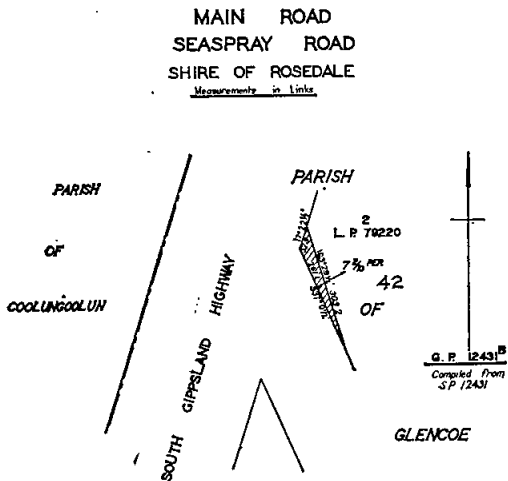 MAIN ROAD
SEASPRAY ROAD
SHIRE OF ROSEDALE
Measurements in Links
PARISH
OF
COOLUNGOOLUN
SOUTH GIPPSLAND HIGHWAY
PARISH
2
L.P. 79220
7 2/10 PER
42
OF
GLENCOE
G.P. 12431B
Compiled from
S.P. 12431